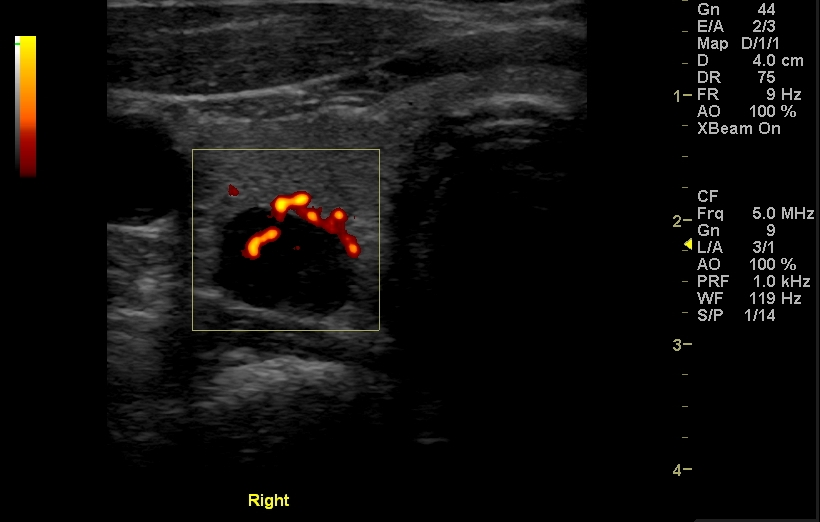 Gn 44
E/A 2/3
Map D/1/1
D 4.0 cm
DR 75
FR 9 Hz
AO 100 %
XBeam On
CF
Frq 5.0 MHz
Gn 9
L/A 3/1
AO 100 %
PRF 1.0 kHz
WF 119 Hz
S/P 1/14
1
2
3
4
Right